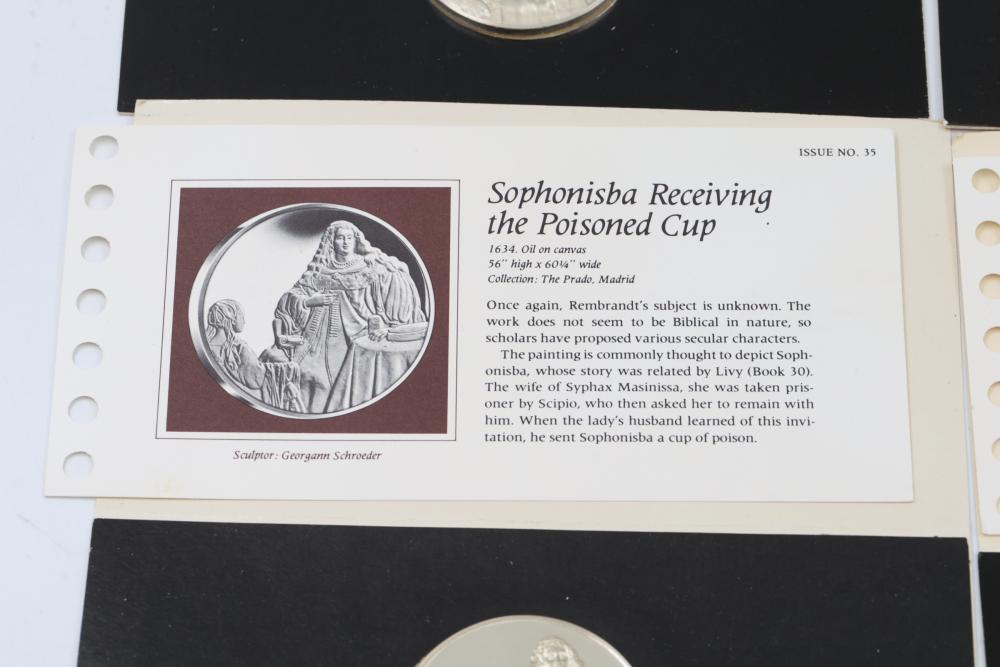 ISSUE NO. 35
Sophonisba Receiving
the Poisoned Cup
1634. Oil on canvas
56" high x 60¼" wide
Collection: The Prado, Madrid
Once again, Rembrandt's subject is unknown. The
work does not seem to be Biblical in nature, so
scholars have proposed various secular characters.
The painting is commonly thought to depict Soph-
onisba, whose story was related by Livy (Book 30).
The wife of Syphax Masinissa, she was taken pris-
oner by Scipio, who then asked her to remain with
him. When the lady's husband learned of this invi-
tation, he sent Sophonisba a cup of poison.
Sculptor: Georgann Schroeder